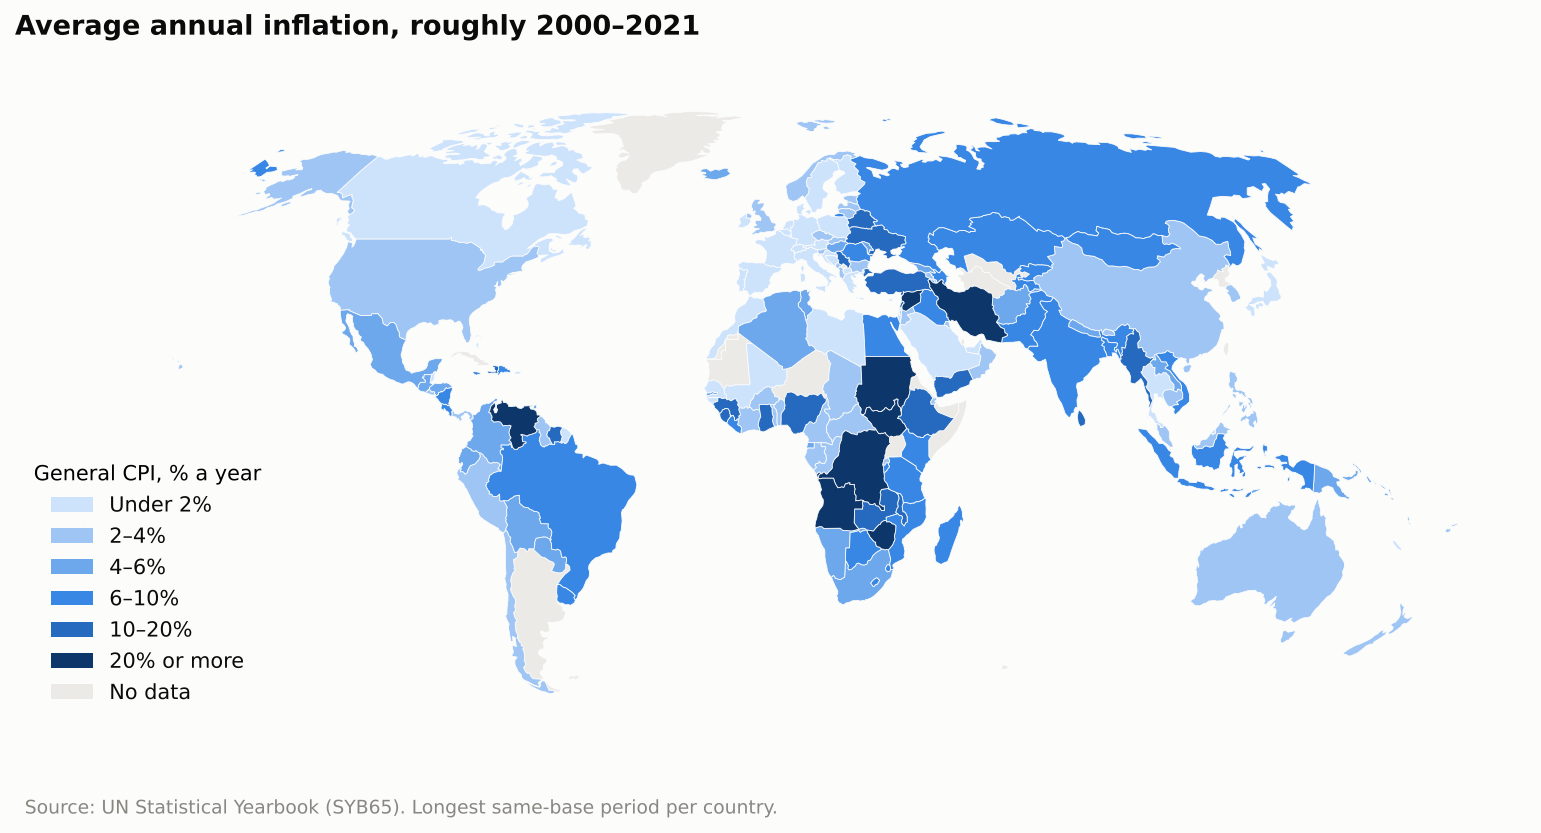 Average annual inflation, roughly 2000–2021
General CPI, % a year
Under 2%
2–4%
4–6%
6–10%
10–20%
20% or more
No data
Source: UN Statistical Yearbook (SYB65). Longest same-base period per country.